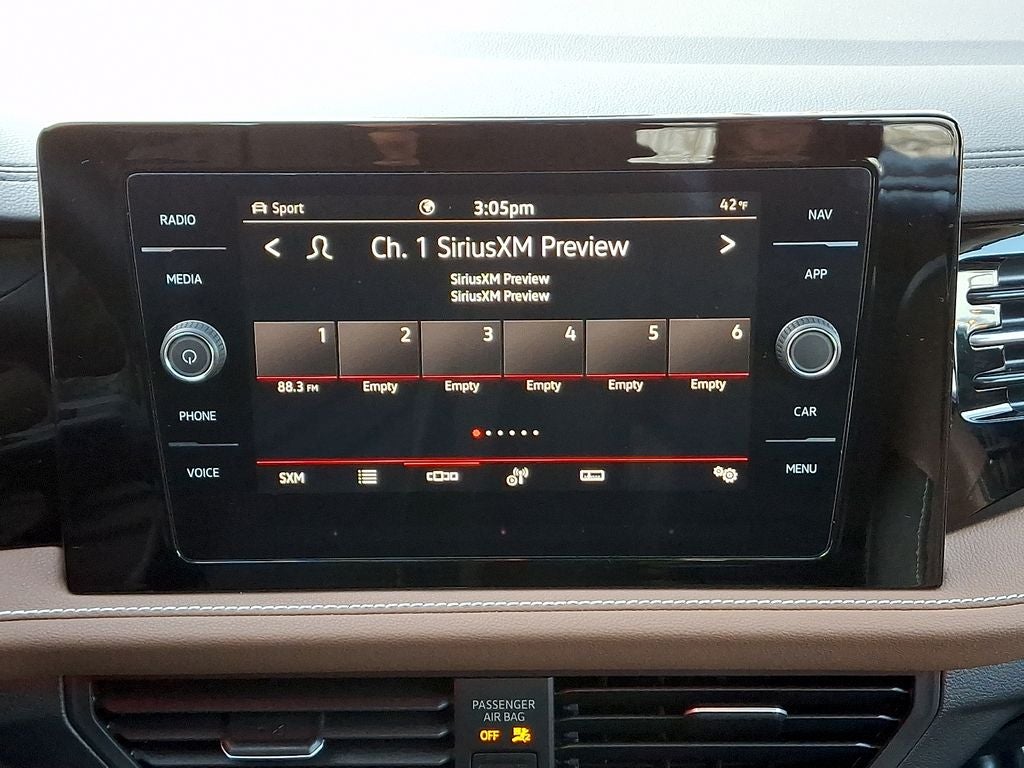 RADIO
MEDIA
PHONE
VOICE
Sport 3:05pm 42°F
< Ch. 1 SiriusXM Preview >
SiriusXM Preview
SiriusXM Preview
1 2 3 4 5 6
88.3 FM Empty Empty Empty Empty Empty
SXM
NAV
APP
CAR
MENU
PASSENGER
AIR BAG
OFF